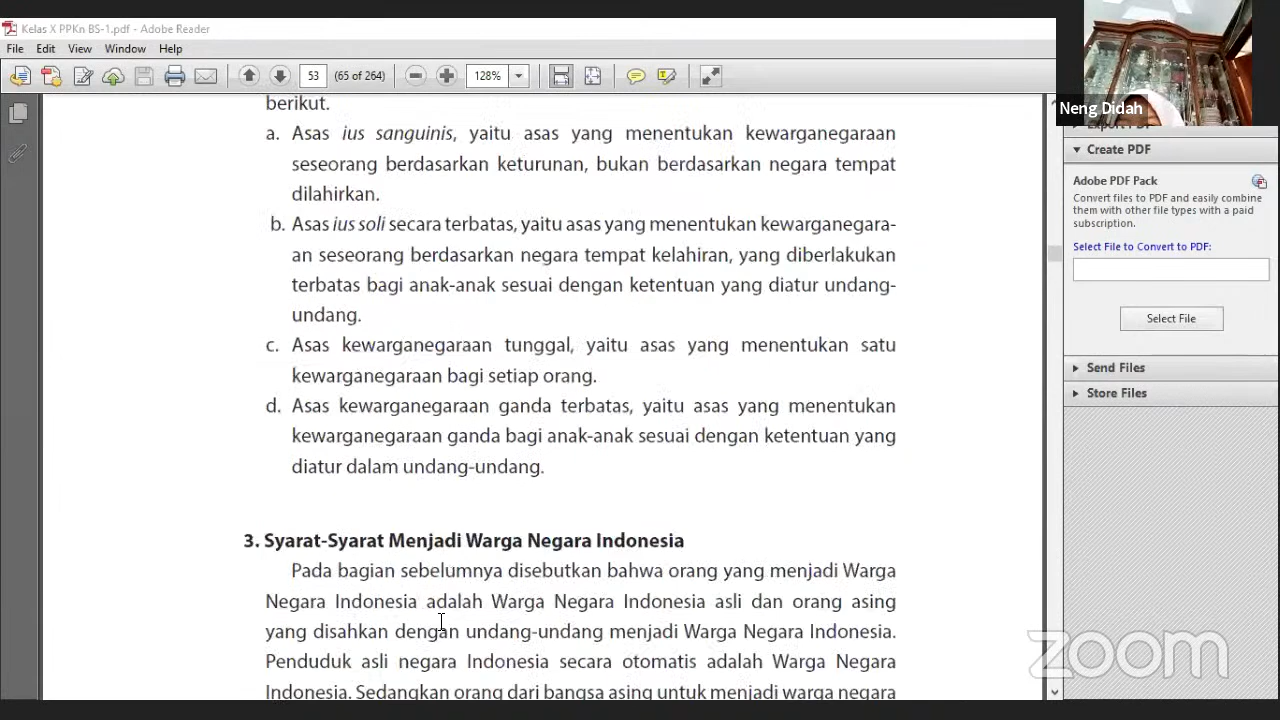 Kelas X PPKn BS-1.pdf - Adobe Reader
File Edit View Window Help
53 (65 of 264) 128%
Neng Didah
berikut.
a. Asas ius sanguinis, yaitu asas yang menentukan kewarganegaraan
seseorang berdasarkan keturunan, bukan berdasarkan negara tempat
dilahirkan.
b. Asas ius soli secara terbatas, yaitu asas yang menentukan kewarganegara-
an seseorang berdasarkan negara tempat kelahiran, yang diberlakukan
terbatas bagi anak-anak sesuai dengan ketentuan yang diatur undang-
undang.
c. Asas kewarganegaraan tunggal, yaitu asas yang menentukan satu
kewarganegaraan bagi setiap orang.
d. Asas kewarganegaraan ganda terbatas, yaitu asas yang menentukan
kewarganegaraan ganda bagi anak-anak sesuai dengan ketentuan yang
diatur dalam undang-undang.
3. Syarat-Syarat Menjadi Warga Negara Indonesia
Pada bagian sebelumnya disebutkan bahwa orang yang menjadi Warga
Negara Indonesia adalah Warga Negara Indonesia asli dan orang asing
yang disahkan dengan undang-undang menjadi Warga Negara Indonesia.
Penduduk asli negara Indonesia secara otomatis adalah Warga Negara
Indonesia. Sedangkan orang dari bangsa asing untuk menjadi warga negara
Export PDF
Create PDF
Adobe PDF Pack
Convert files to PDF and easily combine
them with other file types with a paid
subscription.
Select File to Convert to PDF:
Select File
Send Files
Store Files
zoom